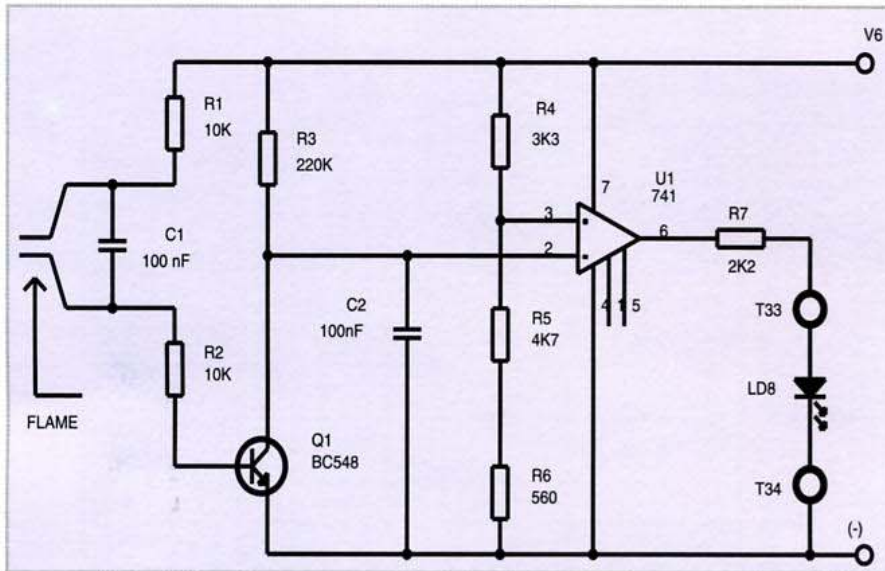 V6
R1
10K
R3
220K
R4
3K3
U1
741
7
3
2
6
R7
2K2
C1
100 nF
C2
100nF
4
1
5
R5
4K7
T33
R2
10K
LD8
FLAME
Q1
BC548
R6
560
T34
(-)